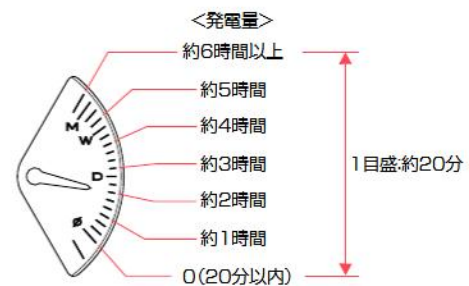 <発電量>
約6時間以上
約5時間
約4時間
約3時間
約2時間
約1時間
0(20分以内)
1目盛:約20分
M
W
D
Ø